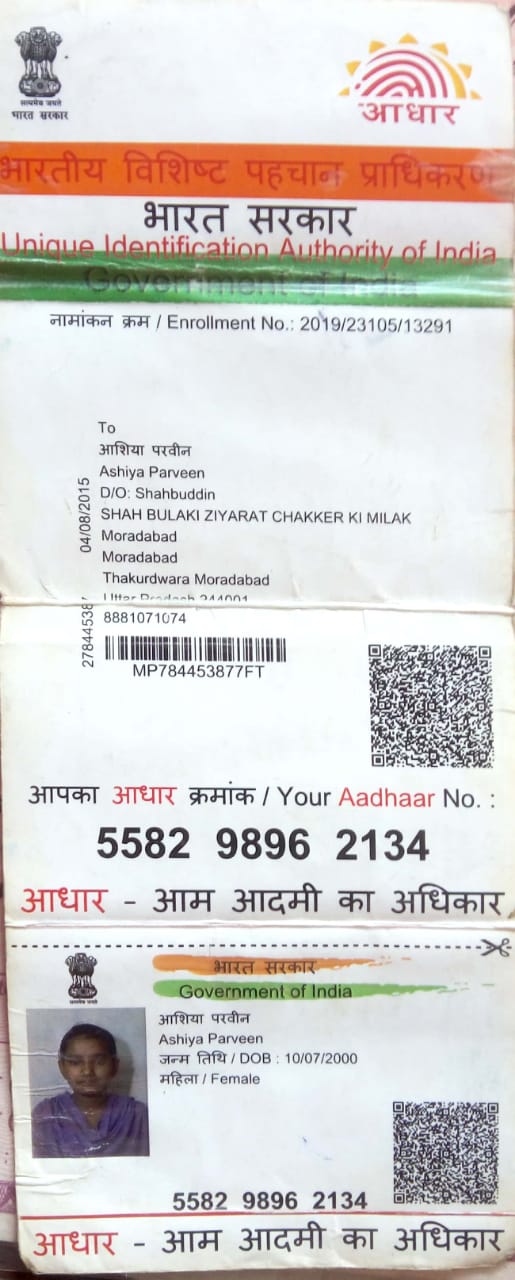 सत्यमेव जयते
भारत सरकार
आधार
भारतीय विशिष्ट पहचान प्राधिकरण
भारत सरकार
Unique Identification Authority of India
Government of India
नामांकन क्रम / Enrollment No.: 2019/23105/13291
To
आशिया परवीन
Ashiya Parveen
D/O: Shahbuddin
SHAH BULAKI ZIYARAT CHAKKER KI MILAK
Moradabad
Moradabad
Thakurdwara Moradabad
Uttar Pradesh 244001
8881071074
04/08/2015
MP784453877FT
आपका आधार क्रमांक / Your Aadhaar No. :
5582 9896 2134
आधार - आम आदमी का अधिकार
भारत सरकार
Government of India
आशिया परवीन
Ashiya Parveen
जन्म तिथि / DOB : 10/07/2000
महिला / Female
5582 9896 2134
आधार - आम आदमी का अधिकार